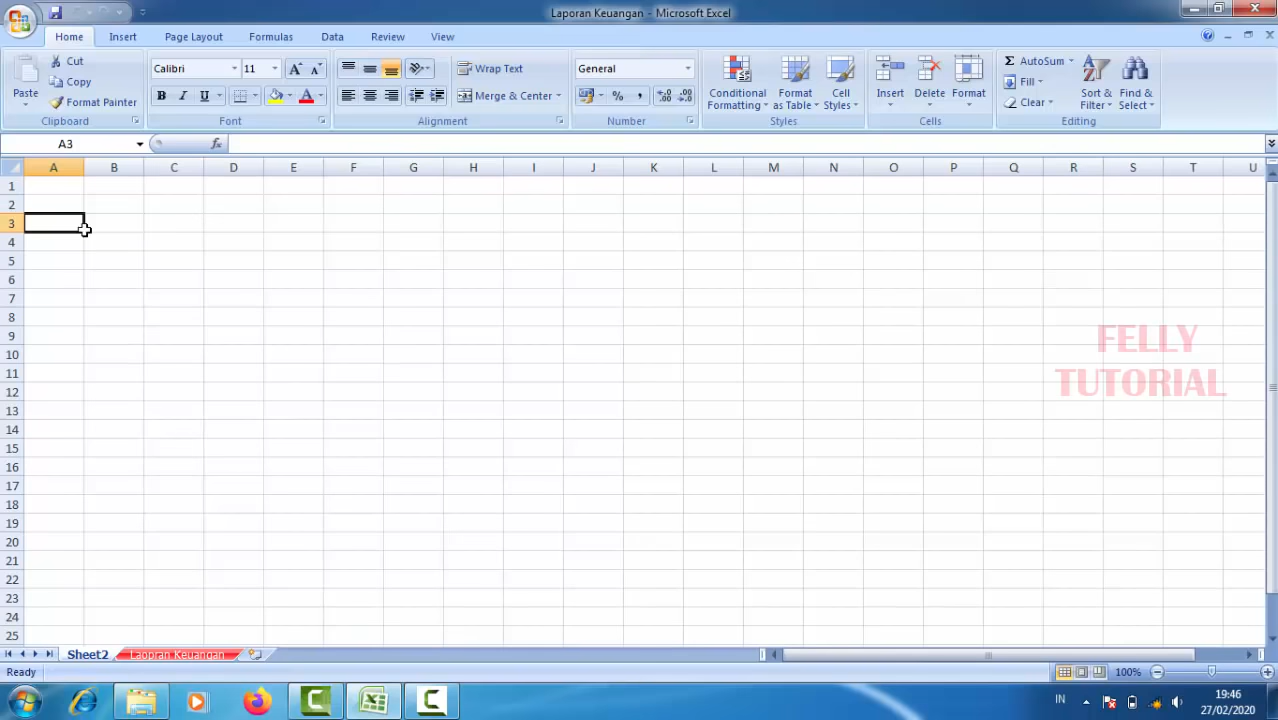 Laporan Keuangan - Microsoft Excel
Home Insert Page Layout Formulas Data Review View
Paste
Cut
Copy
Format Painter
Clipboard
Calibri 11
B I U A
Font
Wrap Text
Merge & Center
Alignment
General
% ,
Number
Conditional Formatting
Format as Table
Cell Styles
Styles
Insert Delete Format
Cells
Σ AutoSum
Fill
Clear
Sort & Filter
Find & Select
Editing
A3 fx
A B C D E F G H I J K L M N O P Q R S T U
1
2
3
4
5
6
7
8
9
10
11
12
13
14
15
16
17
18
19
20
21
22
23
24
25
FELLY
TUTORIAL
Sheet2 Laporan Keuangan
Ready 100%
IN 19:46
27/02/2020